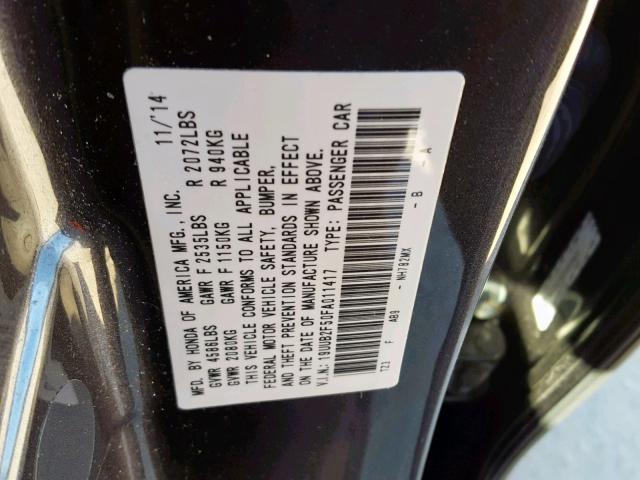 MFD. BY HONDA OF AMERICA MFG., INC. 11/'14
GVWR 4586LBS GAWR F 2535LBS R 2072LBS
GVWR 2080KG GAWR F 1150KG R 940KG
THIS VEHICLE CONFORMS TO ALL APPLICABLE
FEDERAL MOTOR VEHICLE SAFETY, BUMPER,
AND THEFT PREVENTION STANDARDS IN EFFECT
ON THE DATE OF MANUFACTURE SHOWN ABOVE.
V.I.N.: 19UUB2F50FA011417 TYPE: PASSENGER CAR
TZ3 F AB9 - NH782MX - B - A